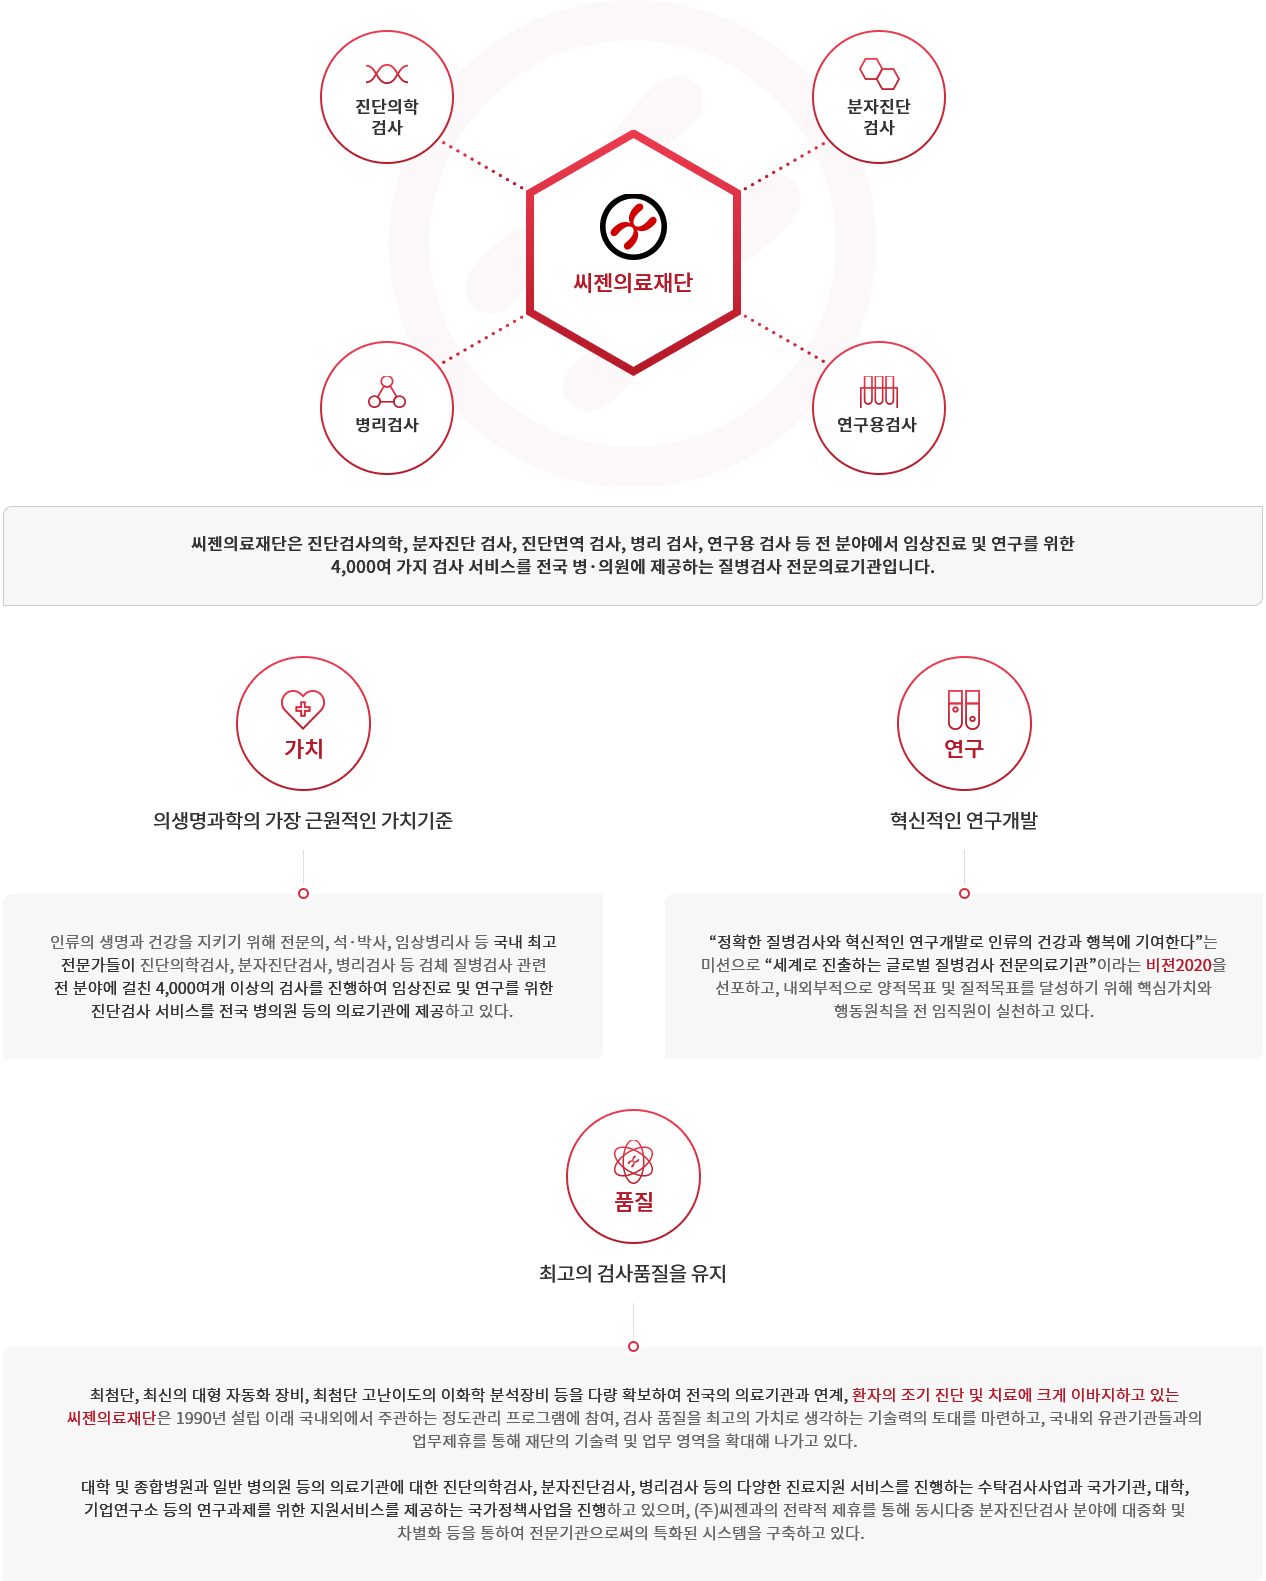 진단의학
검사
분자진단
검사
씨젠의료재단
병리검사
연구용검사
씨젠의료재단은 진단검사의학, 분자진단 검사, 진단면역 검사, 병리 검사, 연구용 검사 등 전 분야에서 임상진료 및 연구를 위한
4,000여 가지 검사 서비스를 전국 병·의원에 제공하는 질병검사 전문의료기관입니다.
가치
의생명과학의 가장 근원적인 가치기준
인류의 생명과 건강을 지키기 위해 전문의, 석·박사, 임상병리사 등 국내 최고
전문가들이 진단의학검사, 분자진단검사, 병리검사 등 검체 질병검사 관련
전 분야에 걸친 4,000여개 이상의 검사를 진행하여 임상진료 및 연구를 위한
진단검사 서비스를 전국 병의원 등의 의료기관에 제공하고 있다.
연구
혁신적인 연구개발
“정확한 질병검사와 혁신적인 연구개발로 인류의 건강과 행복에 기여한다”는
미션으로 “세계로 진출하는 글로벌 질병검사 전문의료기관”이라는 비젼2020을
선포하고, 내외부적으로 양적목표 및 질적목표를 달성하기 위해 핵심가치와
행동원칙을 전 임직원이 실천하고 있다.
품질
최고의 검사품질을 유지
최첨단, 최신의 대형 자동화 장비, 최첨단 고난이도의 이화학 분석장비 등을 다량 확보하여 전국의 의료기관과 연계, 환자의 조기 진단 및 치료에 크게 이바지하고 있는
씨젠의료재단은 1990년 설립 이래 국내외에서 주관하는 정도관리 프로그램에 참여, 검사 품질을 최고의 가치로 생각하는 기술력의 토대를 마련하고, 국내외 유관기관들과의
업무제휴를 통해 재단의 기술력 및 업무 영역을 확대해 나가고 있다.
대학 및 종합병원과 일반 병의원 등의 의료기관에 대한 진단의학검사, 분자진단검사, 병리검사 등의 다양한 진료지원 서비스를 진행하는 수탁검사사업과 국가기관, 대학,
기업연구소 등의 연구과제를 위한 지원서비스를 제공하는 국가정책사업을 진행하고 있으며, (주)씨젠과의 전략적 제휴를 통해 동시다중 분자진단검사 분야에 대중화 및
차별화 등을 통하여 전문기관으로써의 특화된 시스템을 구축하고 있다.